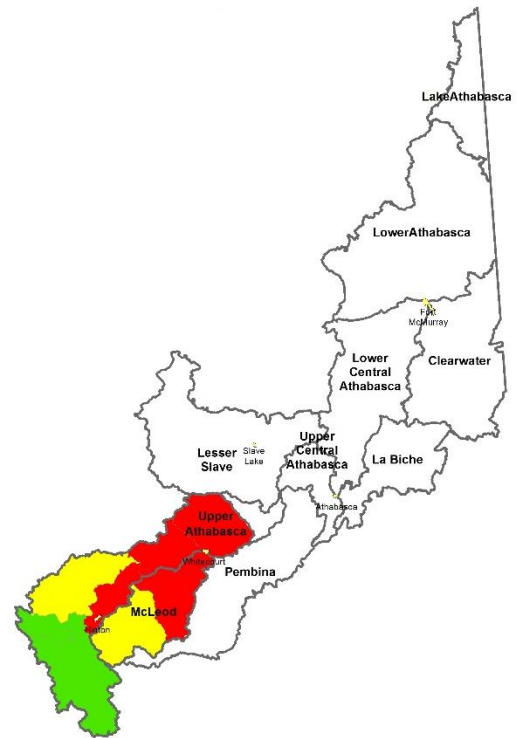 LakeAthabasca
LowerAthabasca
Fort
McMurray
Lower
Central
Athabasca
Clearwater
Upper
Central
Athabasca
La Biche
Lesser
Slave
Slave
Lake
Athabasca
Upper
Athabasca
Whitecourt
Pembina
McLeod
Hinton